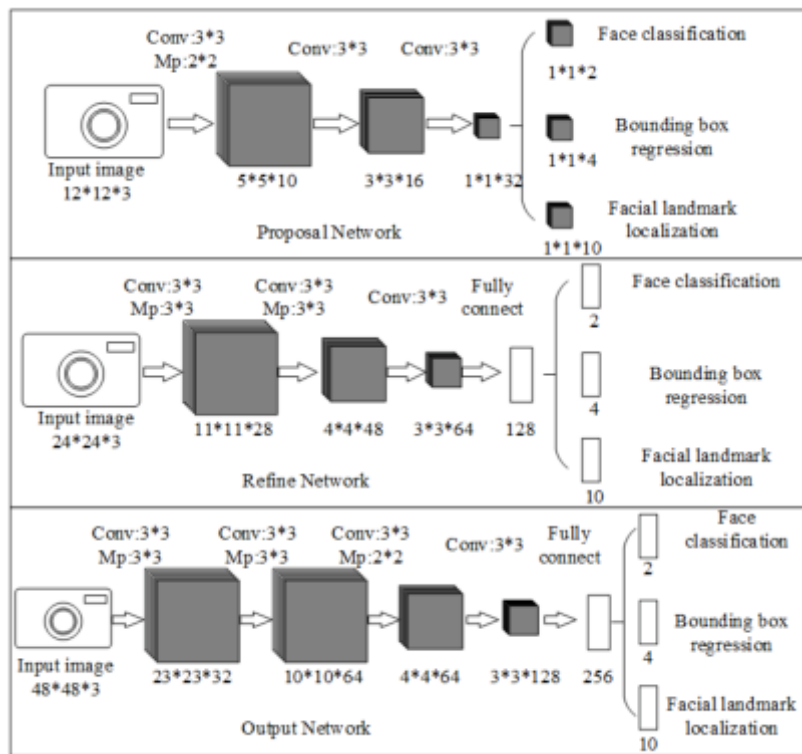 Conv:3*3
Mp:2*2
Conv:3*3
Conv:3*3
Face classification
1*1*2
Bounding box
regression
1*1*4
Input image
12*12*3
5*5*10
3*3*16
1*1*32
Facial landmark
localization
1*1*10
Proposal Network
Conv:3*3
Mp:3*3
Conv:3*3
Mp:3*3
Conv:3*3
Fully
connect
Face classification
2
Bounding box
regression
4
Input image
24*24*3
11*11*28
4*4*48
3*3*64
128
Facial landmark
localization
10
Refine Network
Conv:3*3
Mp:3*3
Conv:3*3
Mp:3*3
Conv:3*3
Mp:2*2
Conv:3*3
Fully
connect
Face
classification
2
Bounding box
regression
4
Input image
48*48*3
23*23*32
10*10*64
4*4*64
3*3*128
256
Facial landmark
localization
10
Output Network